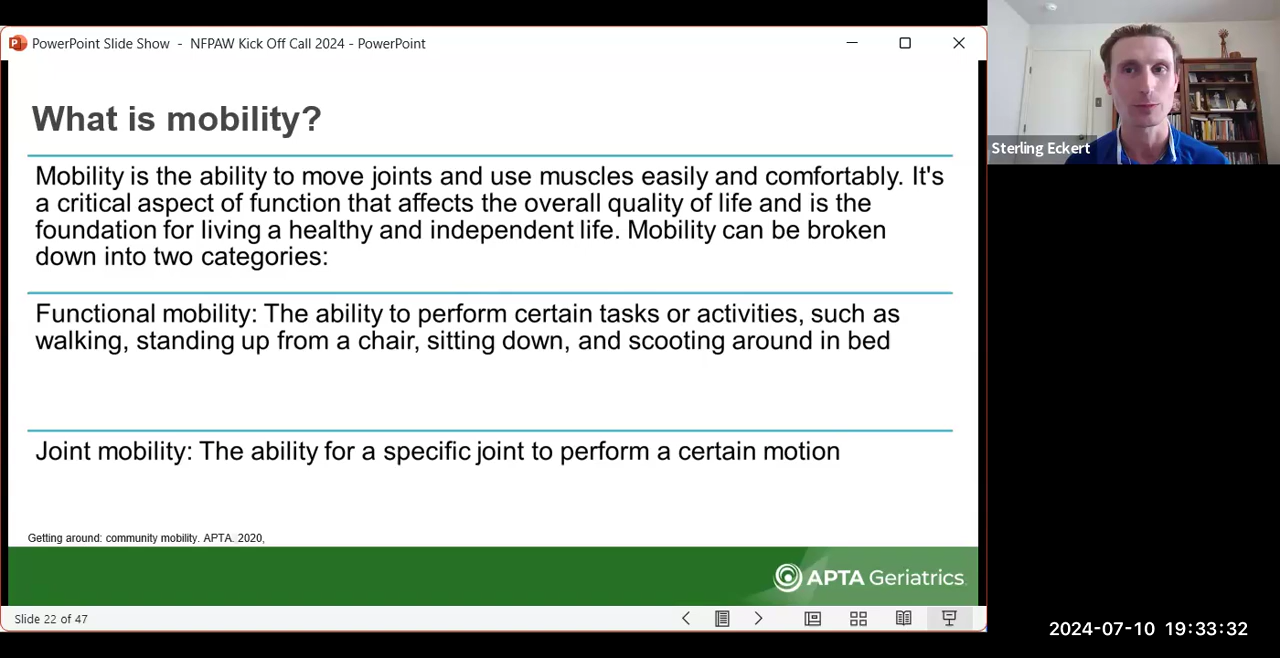 PowerPoint Slide Show - NFPAW Kick Off Call 2024 - PowerPoint
What is mobility?
Mobility is the ability to move joints and use muscles easily and comfortably. It's
a critical aspect of function that affects the overall quality of life and is the
foundation for living a healthy and independent life. Mobility can be broken
down into two categories:
Functional mobility: The ability to perform certain tasks or activities, such as
walking, standing up from a chair, sitting down, and scooting around in bed
Joint mobility: The ability for a specific joint to perform a certain motion
Getting around: community mobility. APTA. 2020,
APTA Geriatrics
Slide 22 of 47
Sterling Eckert
2024-07-10 19:33:32